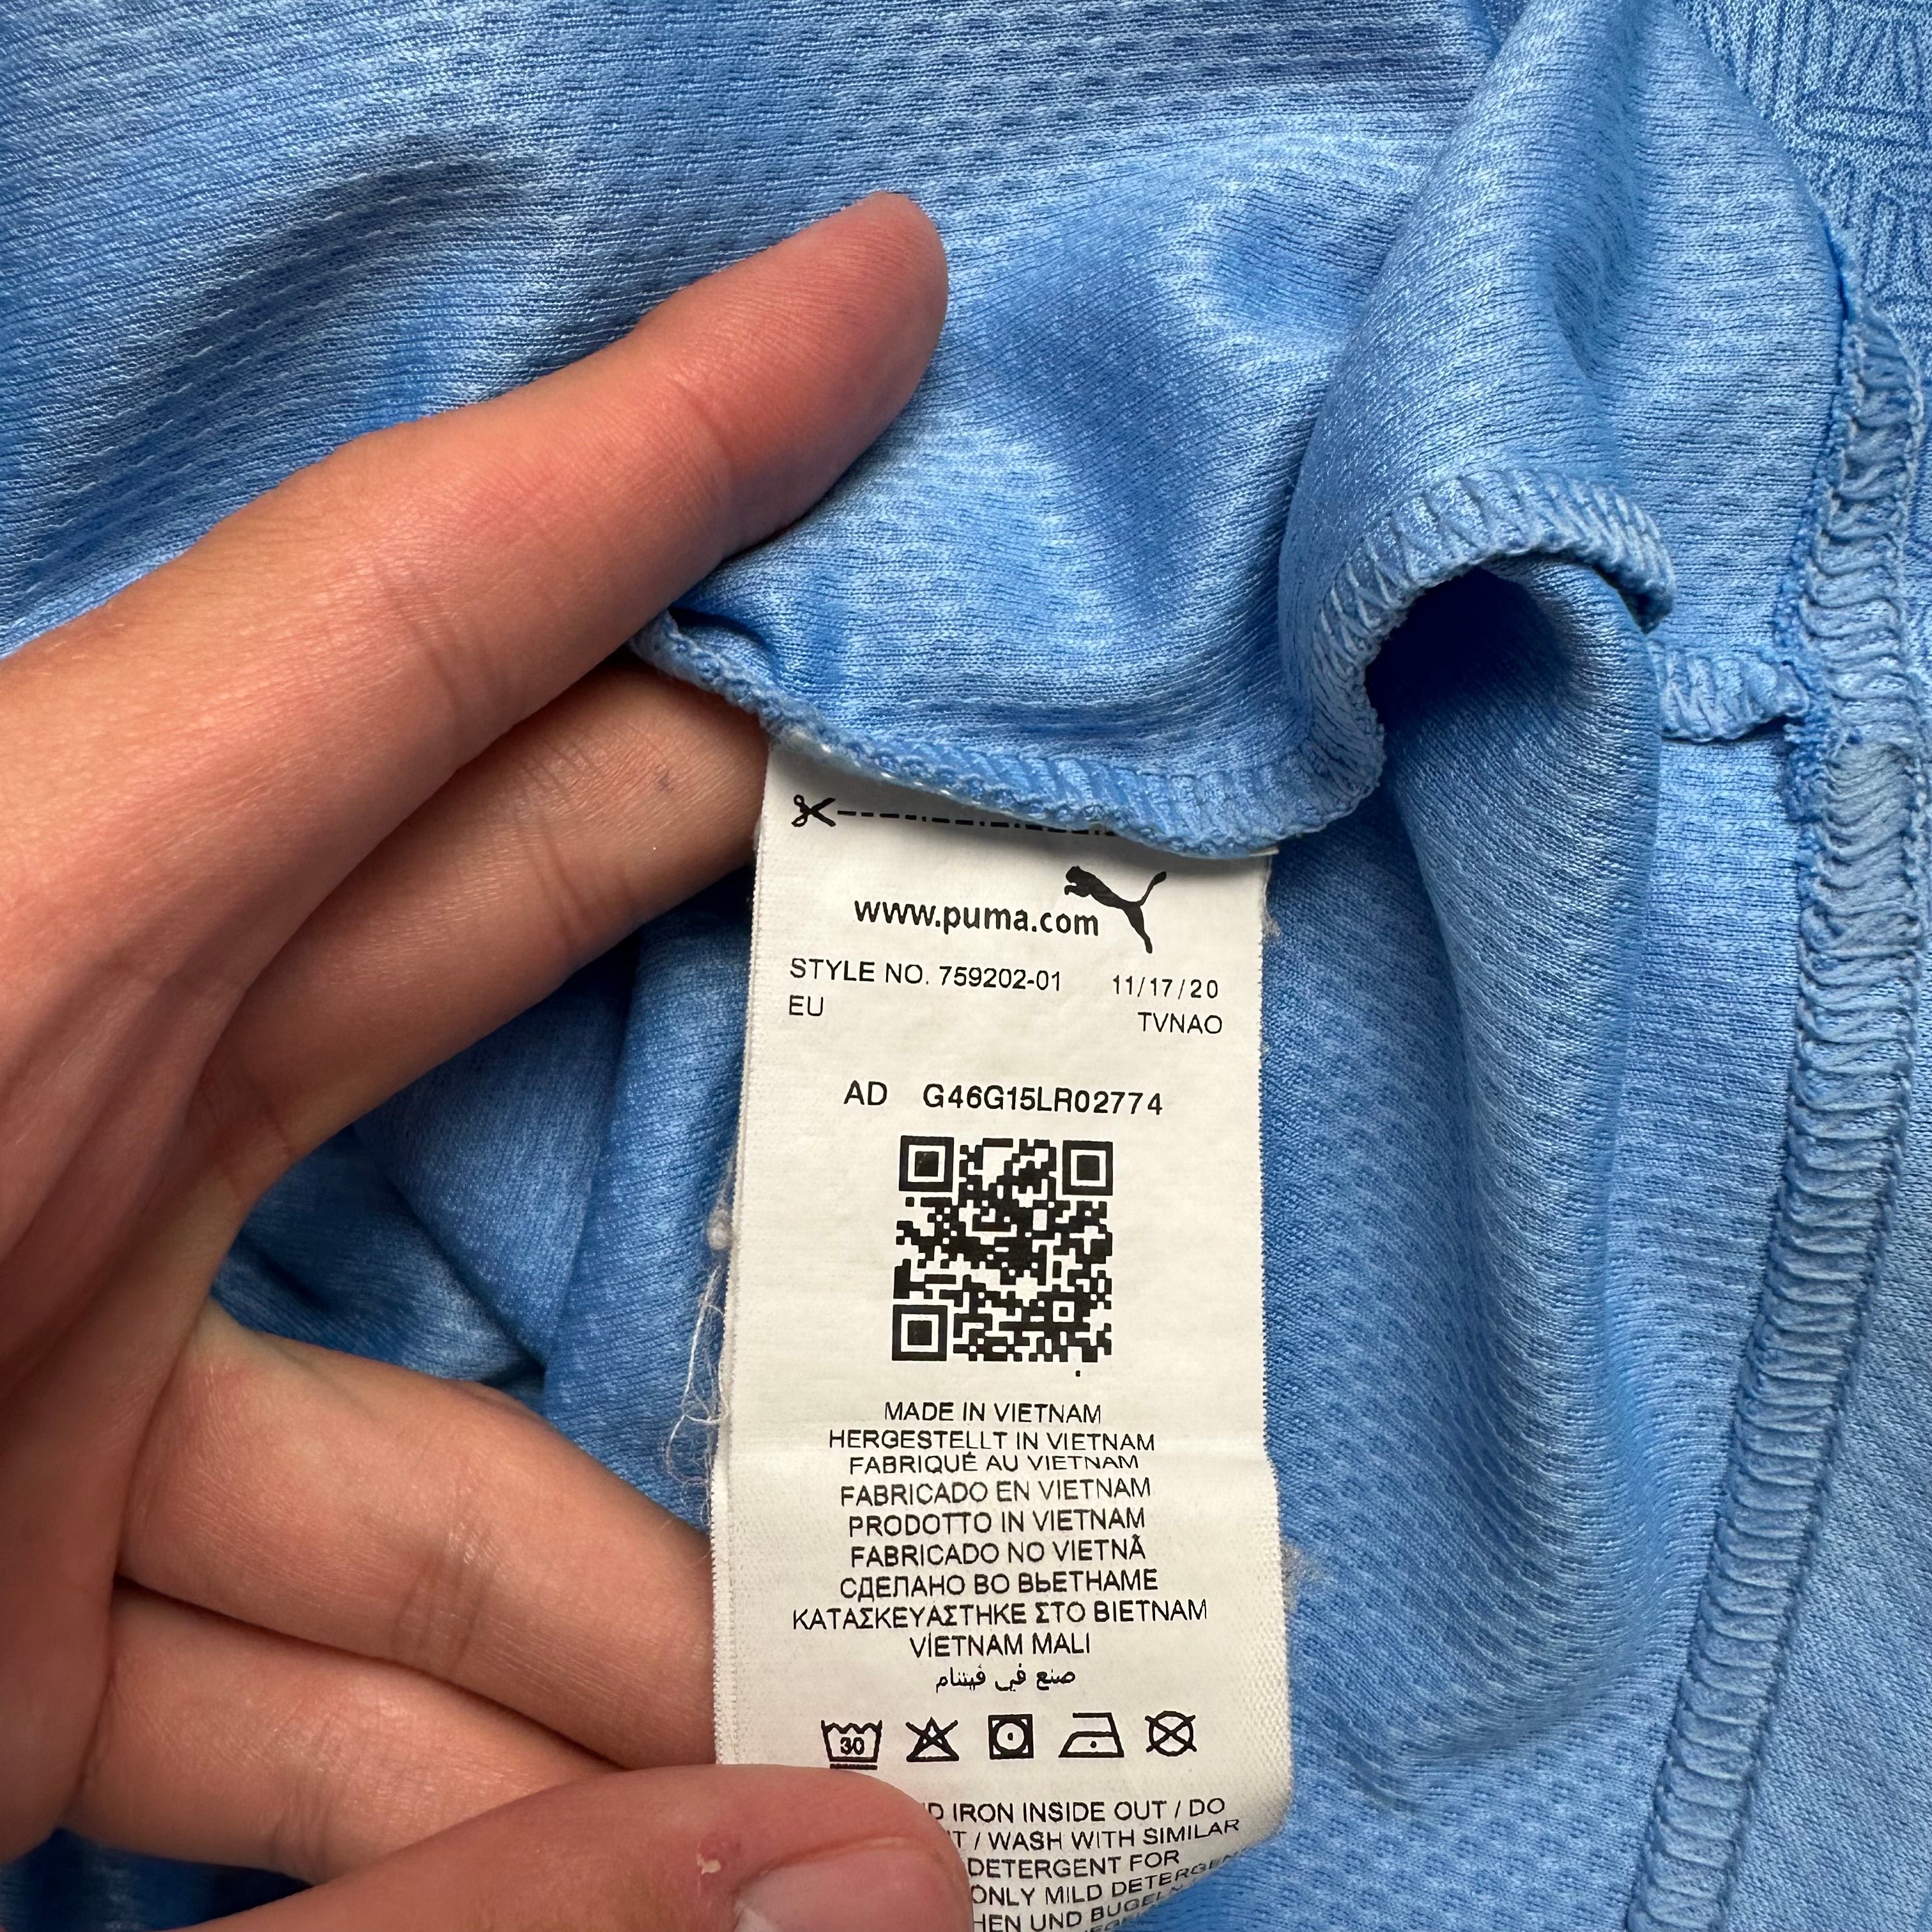 www.puma.com
STYLE NO. 759202-01 11/17/20
EU TVNAO
AD G46G15LR02774
MADE IN VIETNAM
HERGESTELLT IN VIETNAM
FABRIQUÉ AU VIETNAM
FABRICADO EN VIETNAM
PRODOTTO IN VIETNAM
FABRICADO NO VIETNÃ
СДЕЛАНО ВО ВЬЕТНАМЕ
ΚΑΤΑΣΚΕΥΑΣΤΗΚΕ ΣΤΟ ΒΙΕΤΝΑΜ
VİETNAM MALI
صنع في فيتنام
30
IRON INSIDE OUT / DO
/ WASH WITH SIMILAR
DETERGENT FOR
ONLY MILD
UND